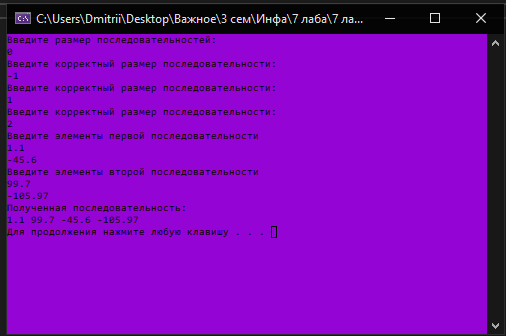 C:\Users\Dmitrii\Desktop\Важное\3 сем\Инфа\7 лаба\7 ла...
Введите размер последовательностей:
0
Введите корректный размер последовательности:
-1
Введите корректный размер последовательности:
1
Введите корректный размер последовательности:
2
Введите элементы первой последовательности
1.1
-45.6
Введите элементы второй последовательности
99.7
-105.97
Полученная последовательность:
1.1 99.7 -45.6 -105.97
Для продолжения нажмите любую клавишу . . .